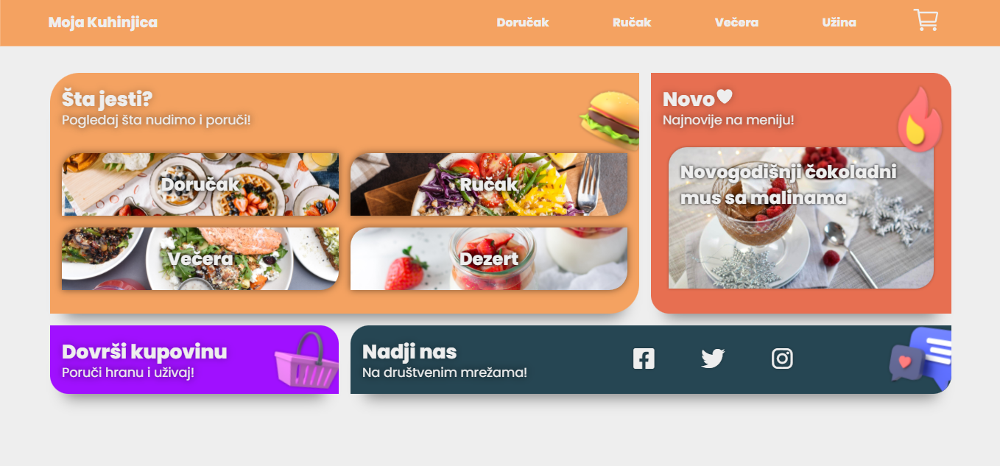 Moja Kuhinjica
Doručak
Ručak
Večera
Užina
Šta jesti?
Pogledaj šta nudimo i poruči!
Doručak
Ručak
Večera
Dezert
Novo
Najnovije na meniju!
Novogodišnji čokoladni
mus sa malinama
Dovrši kupovinu
Poruči hranu i uživaj!
Nadji nas
Na društvenim mrežama!